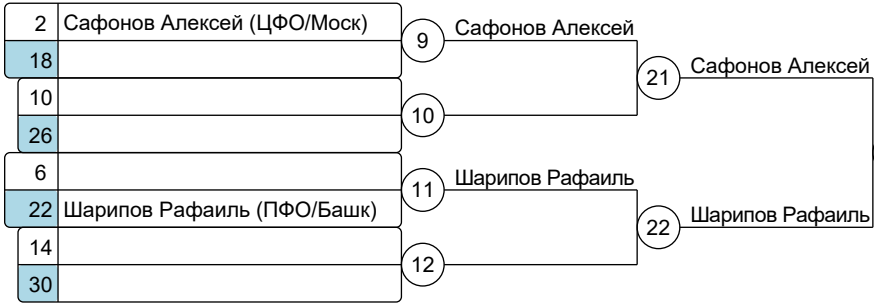 2 Сафонов Алексей (ЦФО/Моск)
9 Сафонов Алексей
18
21 Сафонов Алексей
10
10
26
6
11 Шарипов Рафаиль
22 Шарипов Рафаиль (ПФО/Башк)
22 Шарипов Рафаиль
14
12
30